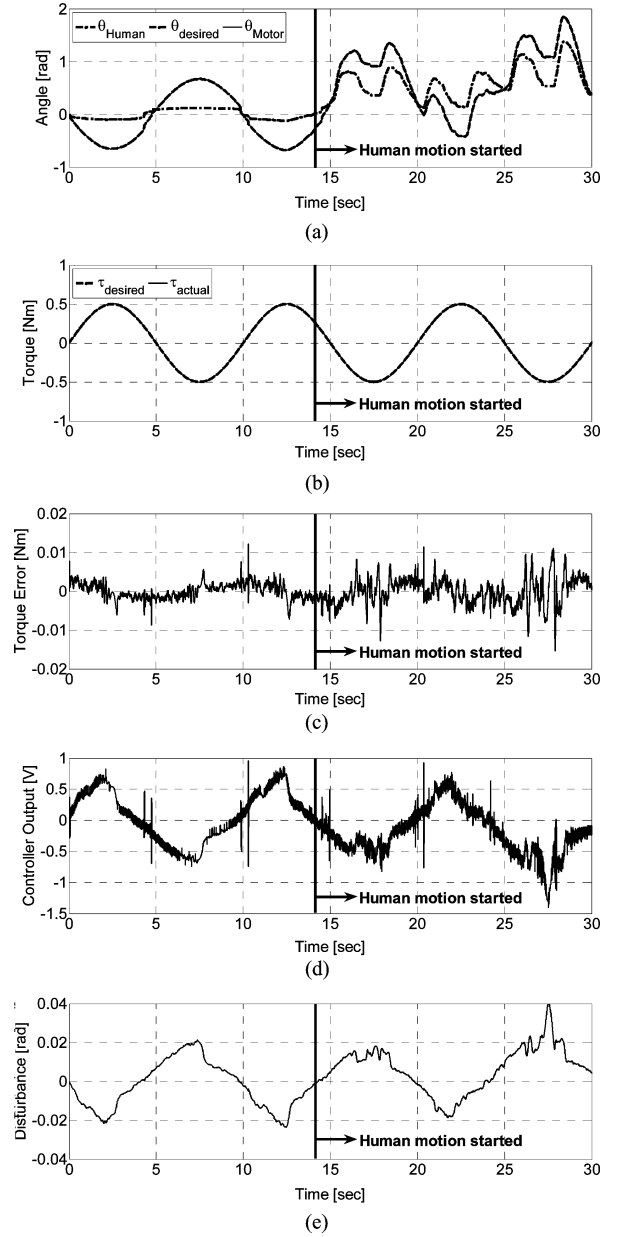 θHuman θdesired θMotor
2
1
0
-1
Angle [rad]
Human motion started
0 5 10 15 20 25 30
Time [sec]
(a)
τdesired τactual
1
0.5
0
-0.5
-1
Torque [Nm]
Human motion started
0 5 10 15 20 25 30
Time [sec]
(b)
0.02
0.01
0
-0.01
-0.02
Torque Error [Nm]
Human motion started
0 5 10 15 20 25 30
Time [sec]
(c)
1
0.5
0
-0.5
-1
-1.5
Controller Output [V]
Human motion started
0 5 10 15 20 25 30
Time [sec]
(d)
0.04
0.02
0
-0.02
-0.04
Disturbance [rad]
Human motion started
0 5 10 15 20 25 30
Time [sec]
(e)